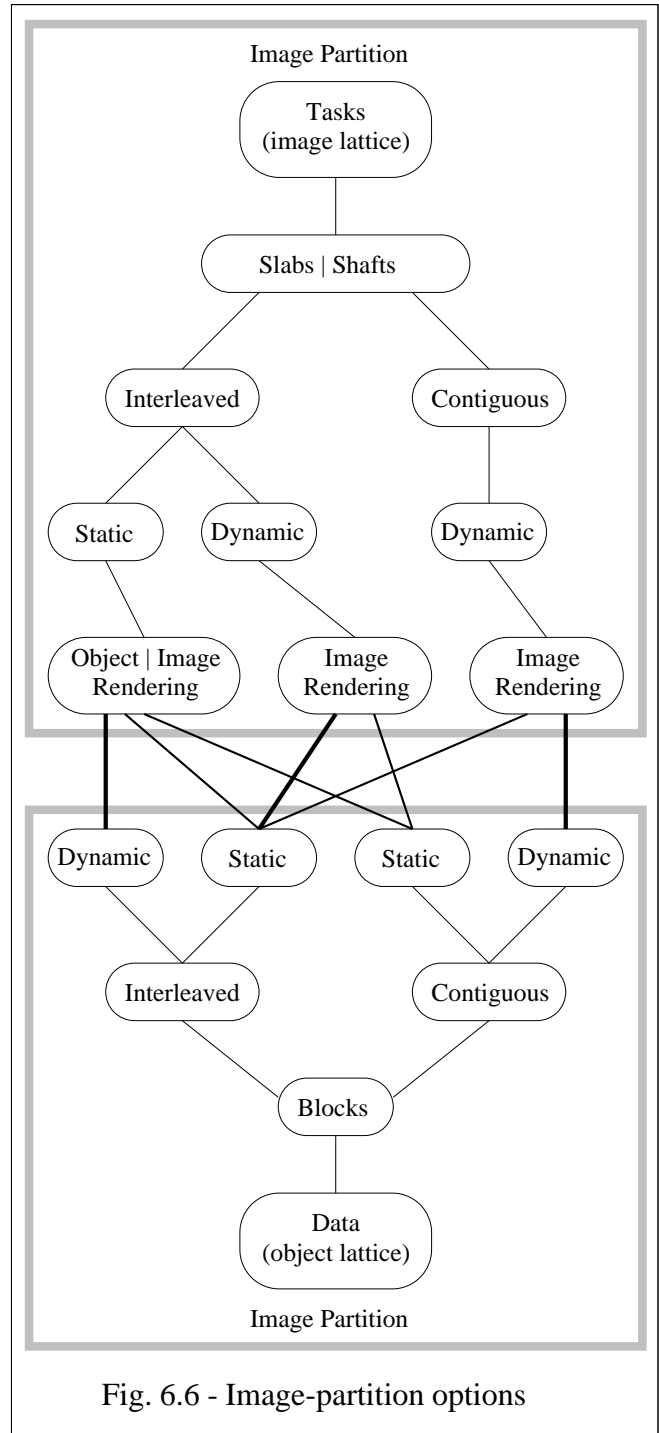 Image Partition
Tasks
(image lattice)
Slabs | Shafts
Interleaved
Contiguous
Static
Dynamic
Dynamic
Object | Image
Rendering
Image
Rendering
Image
Rendering
Dynamic
Static
Static
Dynamic
Interleaved
Contiguous
Blocks
Data
(object lattice)
Image Partition
Fig. 6.6 - Image-partition options